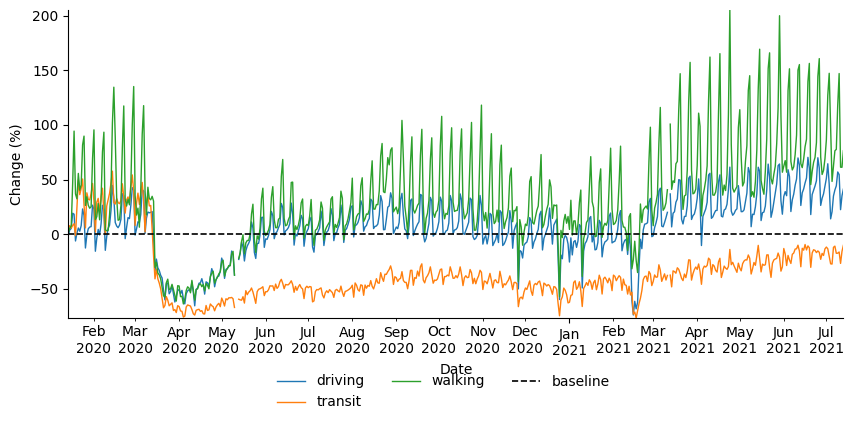 200
150
100
50
0
−50
Change (%)
Feb Mar Apr May Jun Jul Aug Sep Oct Nov Dec Jan Feb Mar Apr May Jun Jul
2020 2020 2020 2020 2020 2020 2020 2020 2020 2020 2020 2021 2021 2021 2021 2021 2021 2021
Date
driving walking baseline
transit